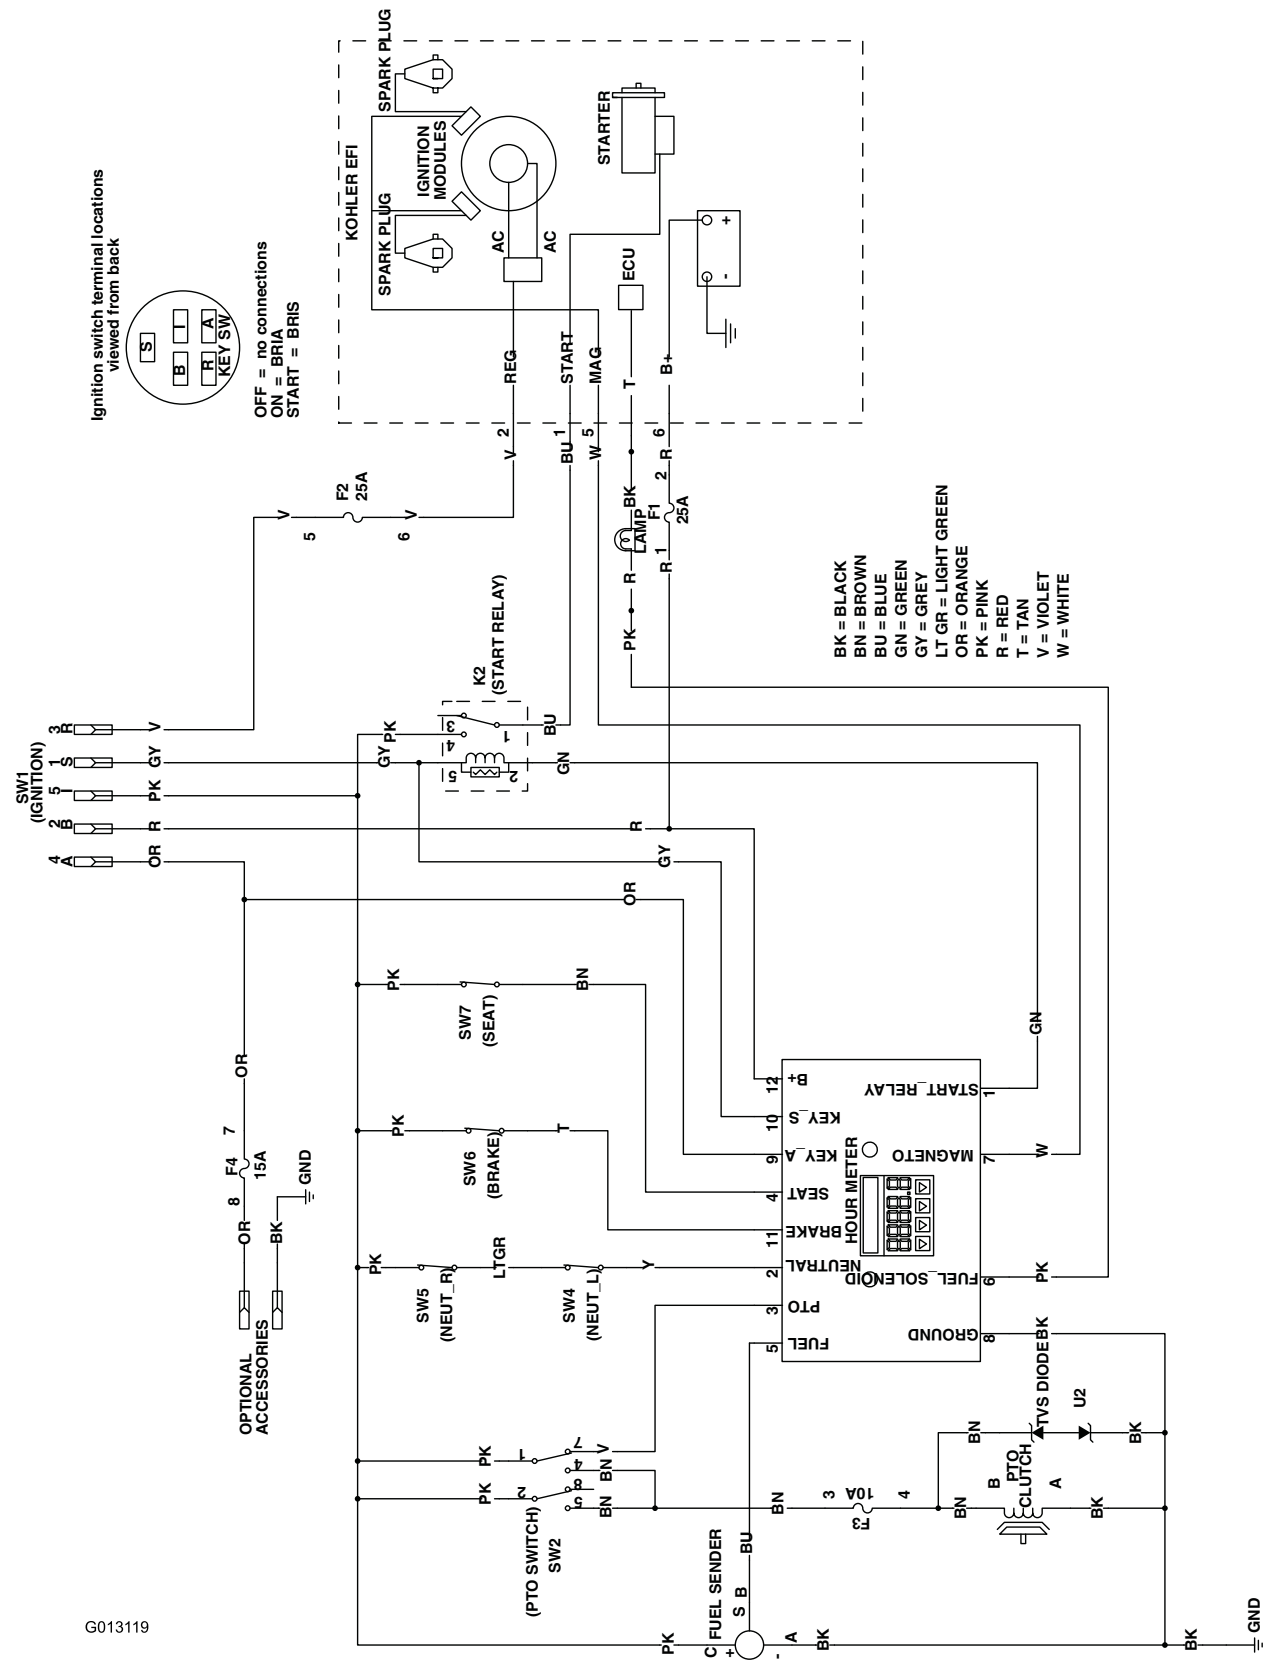 Ignition switch terminal locations
viewed from back
S
B
I
R
A
KEY SW
OFF = no connections
ON = BRIA
START = BRIS
KOHLER EFI
SPARK PLUG
SPARK PLUG
IGNITION
MODULES
AC
AC
STARTER
ECU
+
-
REG
START
MAG
T
B+
2
1
5
6
V
BU
W
BK
R
2
F1
25A
LAMP
R
R 1
PK
F2
25A
V
5
6
V
SW1
(IGNITION)
3
R
V
1
S
GY
5
I
PK
2
B
R
4
A
OR
K2
(START RELAY)
PK
GY
3
4
1
5
2
BU
GN
R
GY
OR
BK = BLACK
BN = BROWN
BU = BLUE
GN = GREEN
GY = GREY
LT GR = LIGHT GREEN
OR = ORANGE
PK = PINK
R = RED
T = TAN
V = VIOLET
W = WHITE
OR
7
F4
15A
8
OR
BK
GND
OPTIONAL
ACCESSORIES
PK
SW7
(SEAT)
BN
PK
SW6
(BRAKE)
T
PK
SW5
(NEUT_R)
LTGR
SW4
(NEUT_L)
Y
12
B+
10
KEY_S
9
KEY_A
4
SEAT
11
BRAKE
2
NEUTRAL
3
PTO
5
FUEL
HOUR METER
START_RELAY
1
MAGNETO
7
FUEL_SOLENOID
6
GROUND
8
GN
W
PK
BK
PK
PK
1
2
7
4
8
5
V
BN
BN
(PTO SWITCH)
SW2
BN
3
F3
10A
4
BN
BN
TVS DIODE
U2
BK
B
PTO
CLUTCH
A
BK
PK
C
+
FUEL SENDER
S
B
BU
-
A
BK
BK
GND
G013119